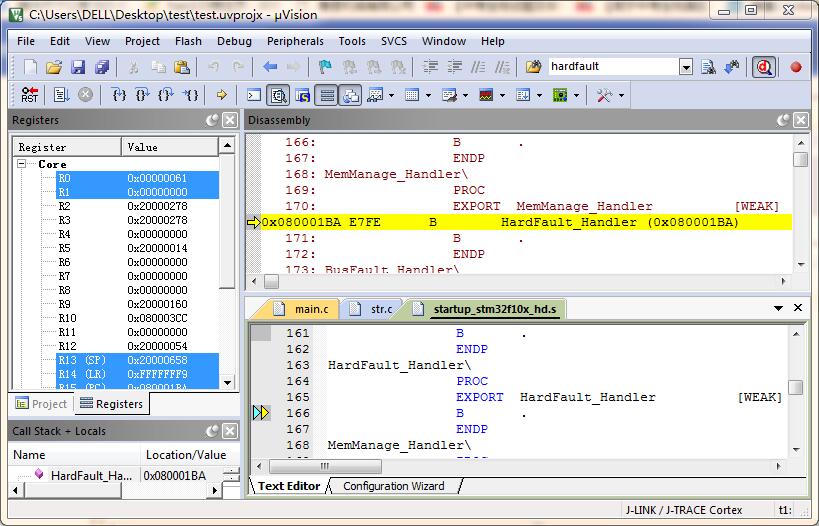 C:\Users\DELL\Desktop\test\test.uvprojx - µVision
File Edit View Project Flash Debug Peripherals Tools SVCS Window Help
hardfault
RST
Registers
Register Value
Core
R0 0x00000061
R1 0x00000000
R2 0x20000278
R3 0x20000278
R4 0x00000000
R5 0x20000014
R6 0x00000000
R7 0x00000000
R8 0x00000000
R9 0x20000160
R10 0x080003CC
R11 0x00000000
R12 0x20000054
R13 (SP) 0x20000658
R14 (LR) 0xFFFFFFF9
R15 (PC) 0x080001BA
Project Registers
Call Stack + Locals
Name Location/Value
HardFault_Ha... 0x080001BA
Disassembly
166: B .
167: ENDP
168: MemManage_Handler\
169: PROC
170: EXPORT MemManage_Handler [WEAK]
0x080001BA E7FE B HardFault_Handler (0x080001BA)
171: B .
172: ENDP
173: BusFault_Handler\
main.c str.c startup_stm32f10x_hd.s
161 B .
162 ENDP
163 HardFault_Handler\
164 PROC
165 EXPORT HardFault_Handler [WEAK]
166 B .
167 ENDP
168 MemManage_Handler\
Text Editor Configuration Wizard
J-LINK / J-TRACE Cortex t1: